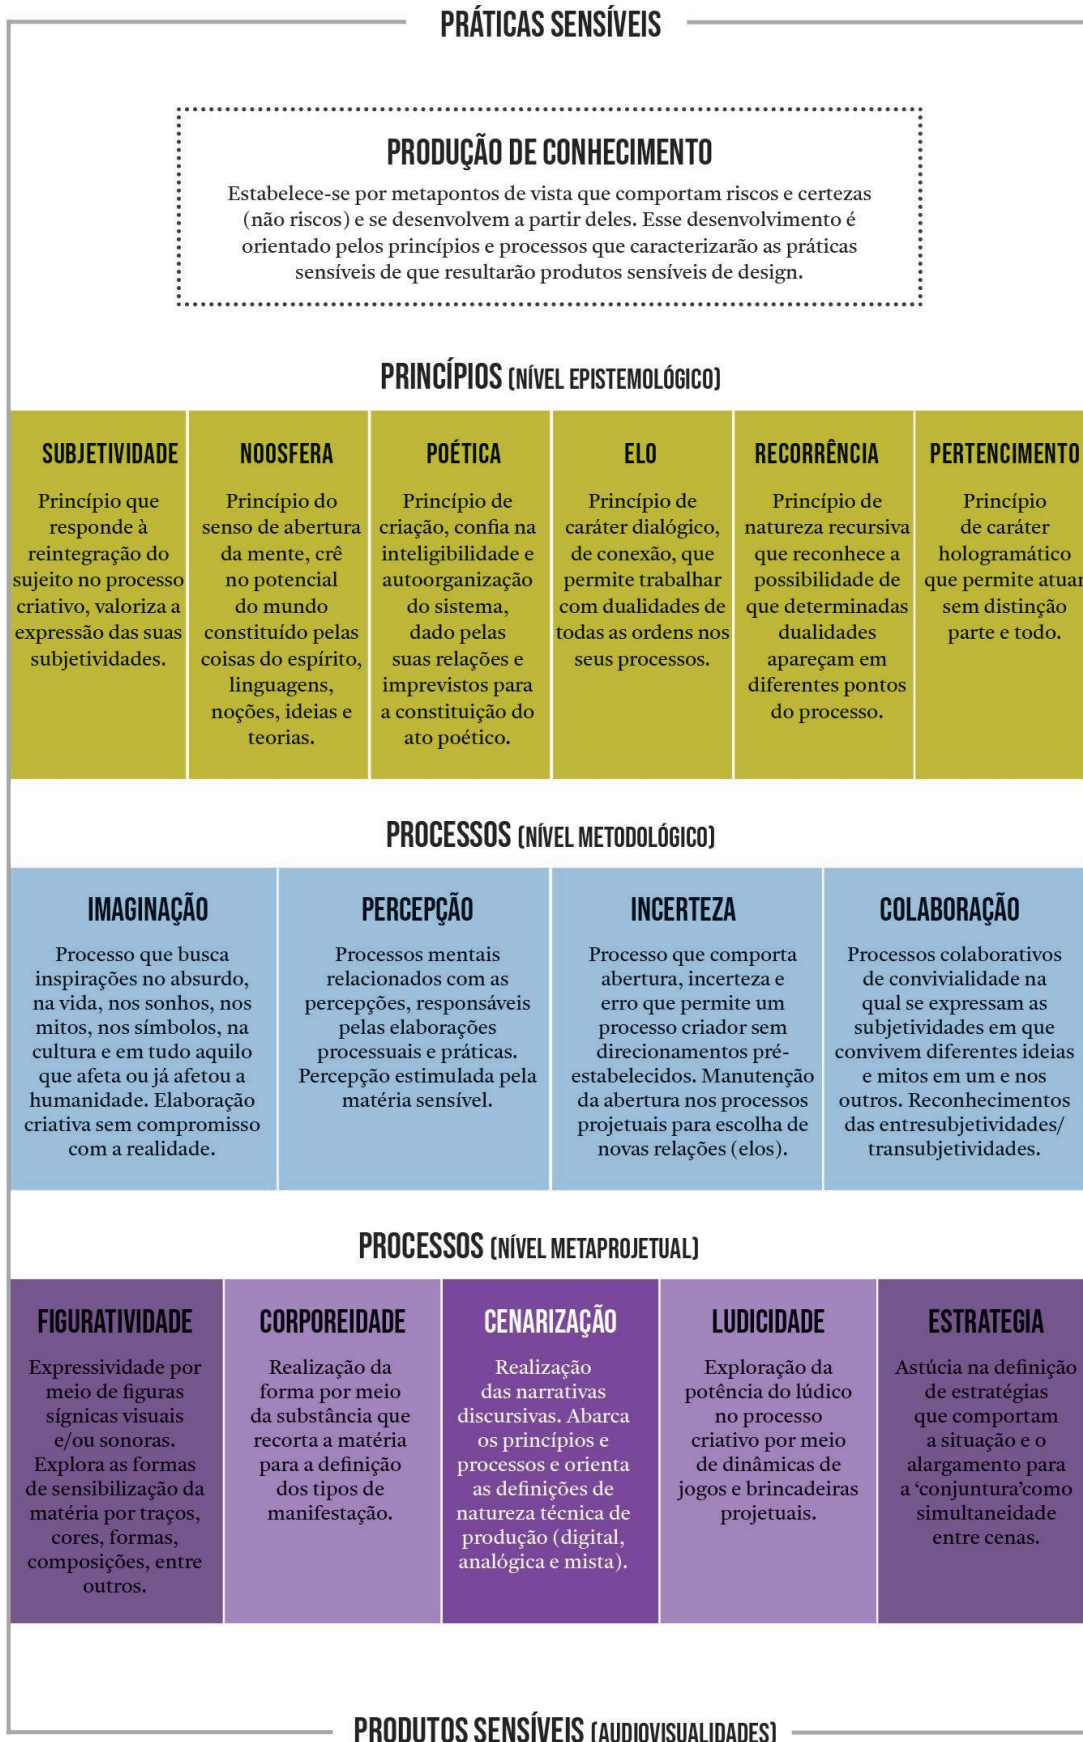 PRÁTICAS SENSÍVEIS
PRODUÇÃO DE CONHECIMENTO
Estabelece-se por metapontos de vista que comportam riscos e certezas
(não riscos) e se desenvolvem a partir deles. Esse desenvolvimento é
orientado pelos princípios e processos que caracterizarão as práticas
sensíveis de que resultarão produtos sensíveis de design.
PRINCÍPIOS (NÍVEL EPISTEMOLÓGICO)
SUBJETIVIDADE
Princípio que
responde à
reintegração do
sujeito no processo
criativo, valoriza a
expressão das suas
subjetividades.
NOOSFERA
Princípio do
senso de abertura
da mente, crê
no potencial
do mundo
constituído pelas
coisas do espírito,
linguagens,
noções, ideias e
teorias.
POÉTICA
Princípio de
criação, confia na
inteligibilidade e
autoorganização
do sistema,
dado pelas
suas relações e
imprevistos para
a constituição do
ato poético.
ELO
Princípio de
caráter dialógico,
de conexão, que
permite trabalhar
com dualidades de
todas as ordens nos
seus processos.
RECORRÊNCIA
Princípio de
natureza recursiva
que reconhece a
possibilidade de
que determinadas
dualidades
apareçam em
diferentes pontos
do processo.
PERTENCIMENTO
Princípio
de caráter
hologramático
que permite atuar
sem distinção
parte e todo.
PROCESSOS (NÍVEL METODOLÓGICO)
IMAGINAÇÃO
Processo que busca
inspirações no absurdo,
na vida, nos sonhos, nos
mitos, nos símbolos, na
cultura e em tudo aquilo
que afeta ou já afetou a
humanidade. Elaboração
criativa sem compromisso
com a realidade.
PERCEPÇÃO
Processos mentais
relacionados com as
percepções, responsáveis
pelas elaborações
processuais e práticas.
Percepção estimulada pela
matéria sensível.
INCERTEZA
Processo que comporta
abertura, incerteza e
erro que permite um
processo criador sem
direcionamentos pré-
estabelecidos. Manutenção
da abertura nos processos
projetuais para escolha de
novas relações (elos).
COLABORAÇÃO
Processos colaborativos
de convivialidade na
qual se expressam as
subjetividades em que
convivem diferentes ideias
e mitos em um e nos
outros. Reconhecimentos
das entresubjetividades/
transubjetividades.
PROCESSOS (NÍVEL METAPROJETUAL)
FIGURATIVIDADE
Expressividade por
meio de figuras
sígnicas visuais
e/ou sonoras.
Explora as formas
de sensibilização da
matéria por traços,
cores, formas,
composições, entre
outros.
CORPOREIDADE
Realização da
forma por meio
da substância que
recorta a matéria
para a definição
dos tipos de
manifestação.
CENARIZAÇÃO
Realização
das narrativas
discursivas. Abarca
os princípios e
processos e orienta
as definições de
natureza técnica de
produção (digital,
analógica e mista).
LUDICIDADE
Exploração da
potência do lúdico
no processo
criativo por meio
de dinâmicas de
jogos e brincadeiras
projetuais.
ESTRATEGIA
Astúcia na definição
de estratégias
que comportam
a situação e o
alargamento para
a ‘conjuntura’como
simultaneidade
entre cenas.
PRODUTOS SENSÍVEIS (AUDIOVISUALIDADES)